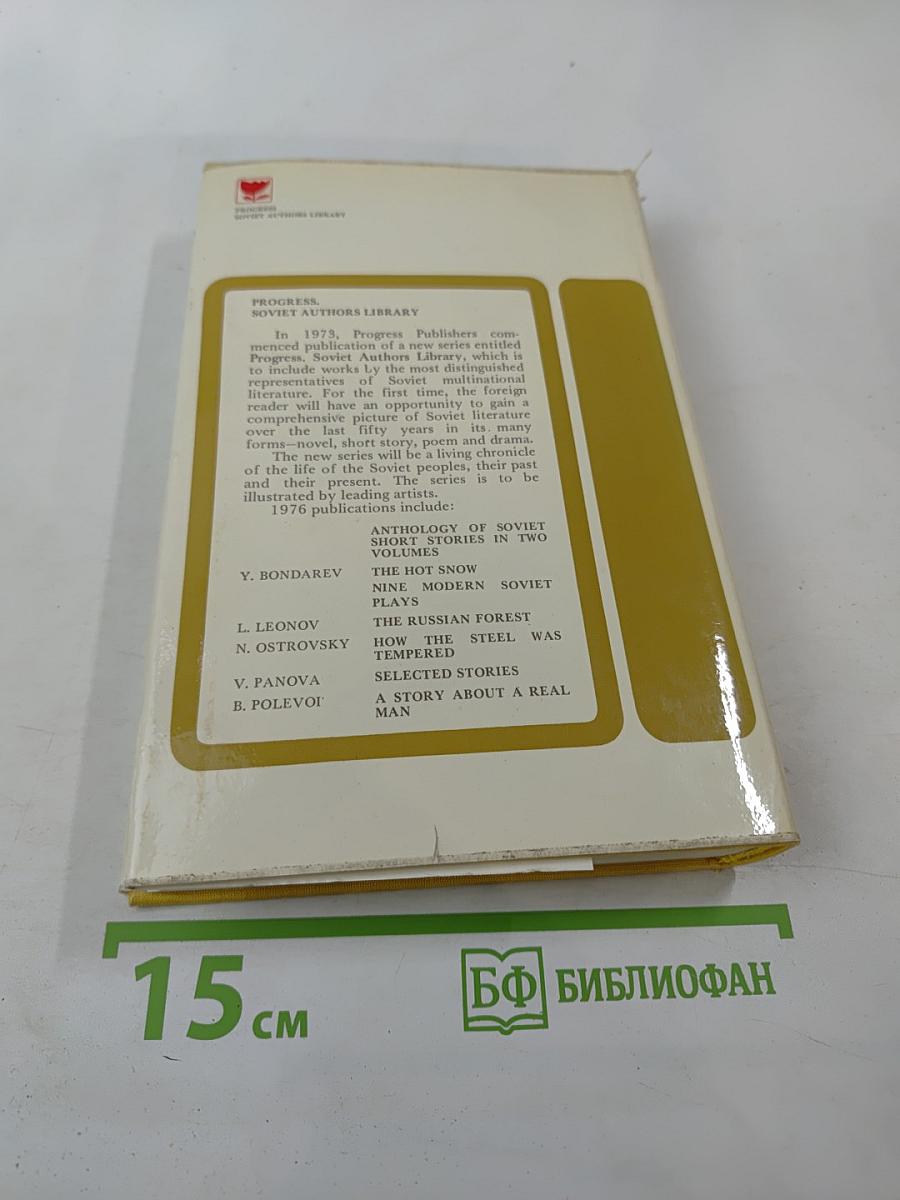 PROGRESS
SOVIET AUTHORS LIBRARY
PROGRESS.
SOVIET AUTHORS LIBRARY
In 1973, Progress Publishers com-
menced publication of a new series entitled
Progress. Soviet Authors Library, which is
to include works by the most distinguished
representatives of Soviet multinational
literature. For the first time, the foreign
reader will have an opportunity to gain a
comprehensive picture of Soviet literature
over the last fifty years in its many
forms—novel, short story, poem and drama.
The new series will be a living chronicle
of the life of the Soviet peoples, their past
and their present. The series is to be
illustrated by leading artists.
1976 publications include:
ANTHOLOGY OF SOVIET
SHORT STORIES IN TWO
VOLUMES
Y. BONDAREV THE HOT SNOW
NINE MODERN SOVIET
PLAYS
L. LEONOV THE RUSSIAN FOREST
N. OSTROVSKY HOW THE STEEL WAS
TEMPERED
V. PANOVA SELECTED STORIES
B. POLEVOI A STORY ABOUT A REAL
MAN
15 см
БФ БИБЛИОФАН